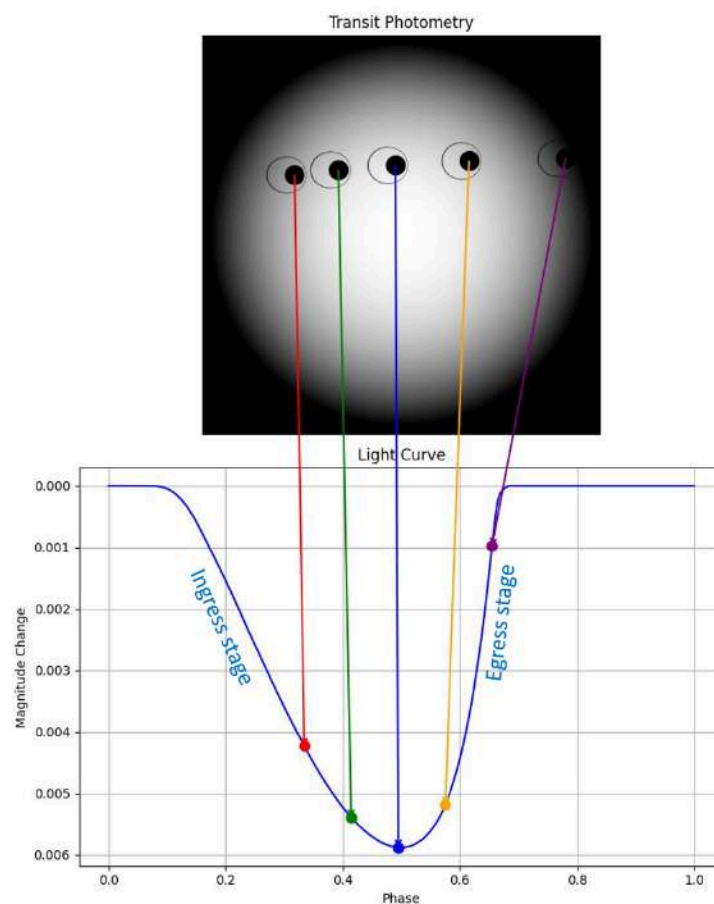 Transit Photometry
Light Curve
0.000
0.001
0.002
0.003
0.004
0.005
0.006
Magnitude Change
Ingress stage
Egress stage
0.0
0.2
0.4
0.6
0.8
1.0
Phase